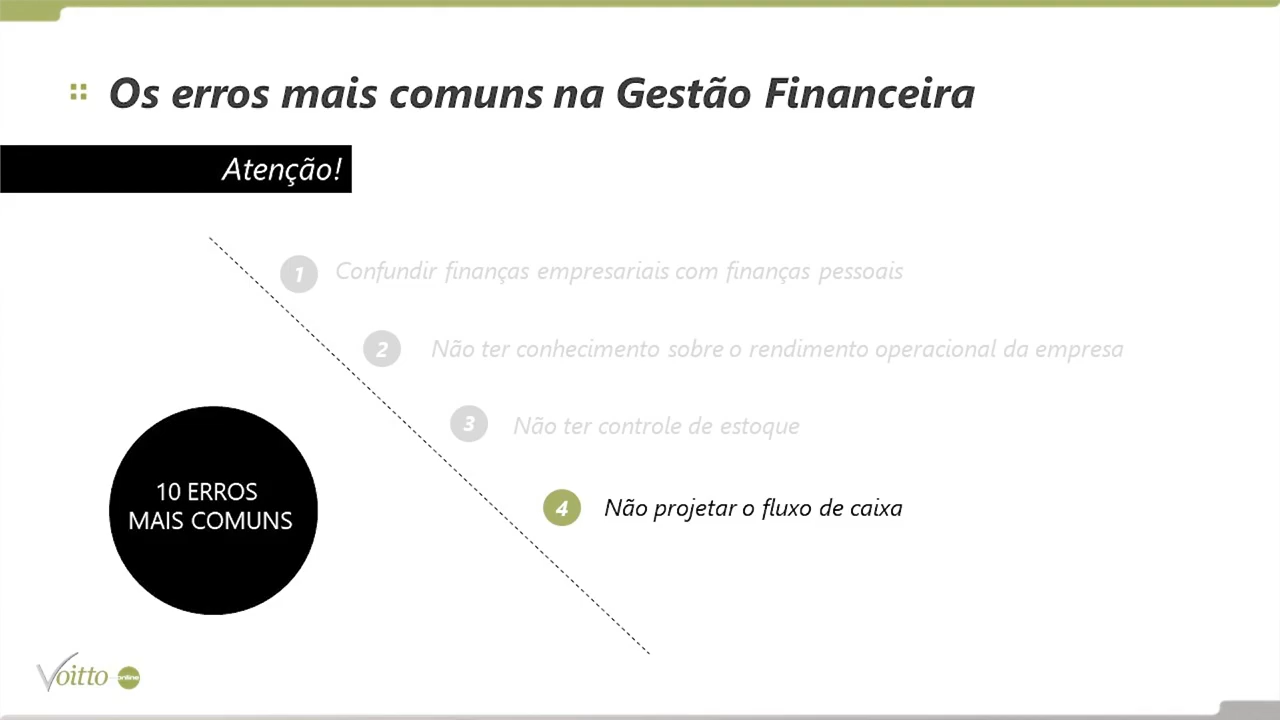 Os erros mais comuns na Gestão Financeira
Atenção!
1 Confundir finanças empresariais com finanças pessoais
2 Não ter conhecimento sobre o rendimento operacional da empresa
3 Não ter controle de estoque
4 Não projetar o fluxo de caixa
10 ERROS
MAIS COMUNS
Voitto online